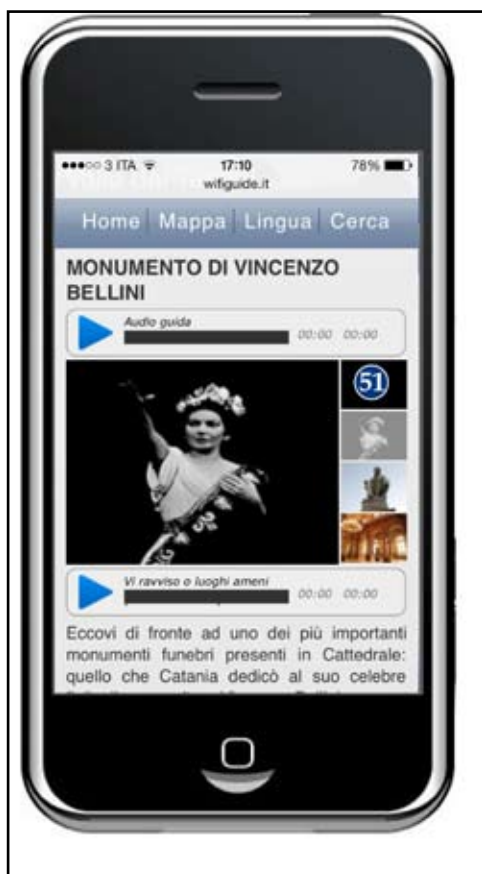 3 ITA 17:10 78%
wifiguide.it
Home Mappa Lingua Cerca
MONUMENTO DI VINCENZO
BELLINI
Audio guida
00:00 00:00
51
Vi ravviso o luoghi ameni
00:00 00:00
Eccovi di fronte ad uno dei più importanti
monumenti funebri presenti in Cattedrale:
quello che Catania dedicò al suo celebre